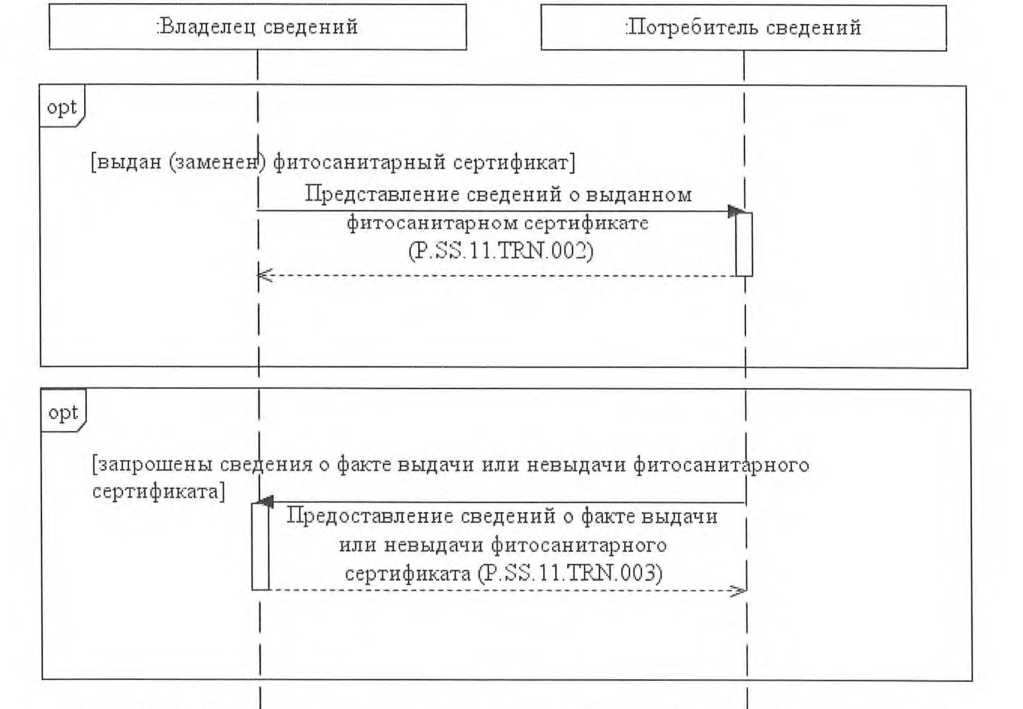 :Владелец сведений
:Потребитель сведений
opt
[выдан (заменен) фитосанитарный сертификат]
Представление сведений о выданном
фитосанитарном сертификате
(P.SS.11.TRN.002)
opt
[запрошены сведения о факте выдачи или невыдачи фитосанитарного
сертификата]
Предоставление сведений о факте выдачи
или невыдачи фитосанитарного
сертификата (P.SS.11.TRN.003)